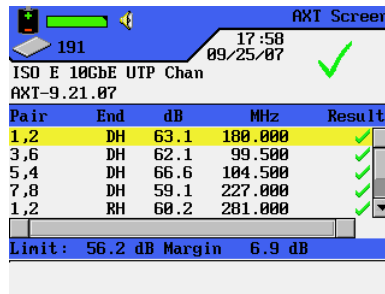 AXT Screen
191
17:58
09/25/07
ISO E 10GbE UTP Chan
AXT-9.21.07
Pair End dB MHz Result
1,2 DH 63.1 180.000
3,6 DH 62.1 99.500
5,4 DH 66.6 104.500
7,8 DH 59.1 227.000
1,2 RH 60.2 281.000
Limit: 56.2 dB Margin 6.9 dB